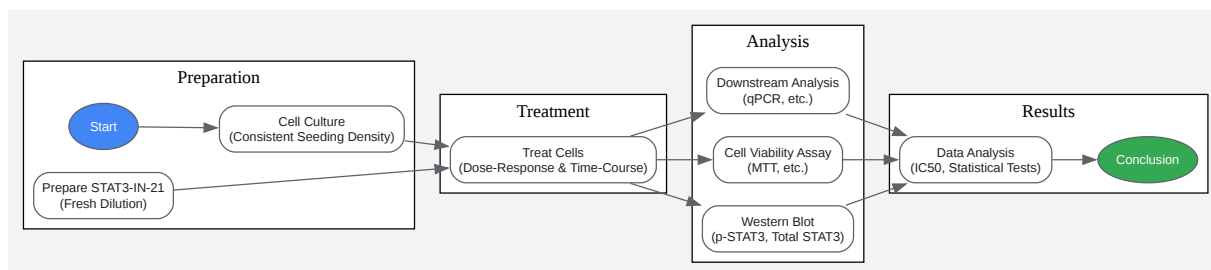 Preparation
Start
Cell Culture
(Consistent Seeding Density)
Prepare STAT3-IN-21
(Fresh Dilution)
Treatment
Treat Cells
(Dose-Response & Time-Course)
Analysis
Downstream Analysis
(qPCR, etc.)
Cell Viability Assay
(MTT, etc.)
Western Blot
(p-STAT3, Total STAT3)
Results
Data Analysis
(IC50, Statistical Tests)
Conclusion